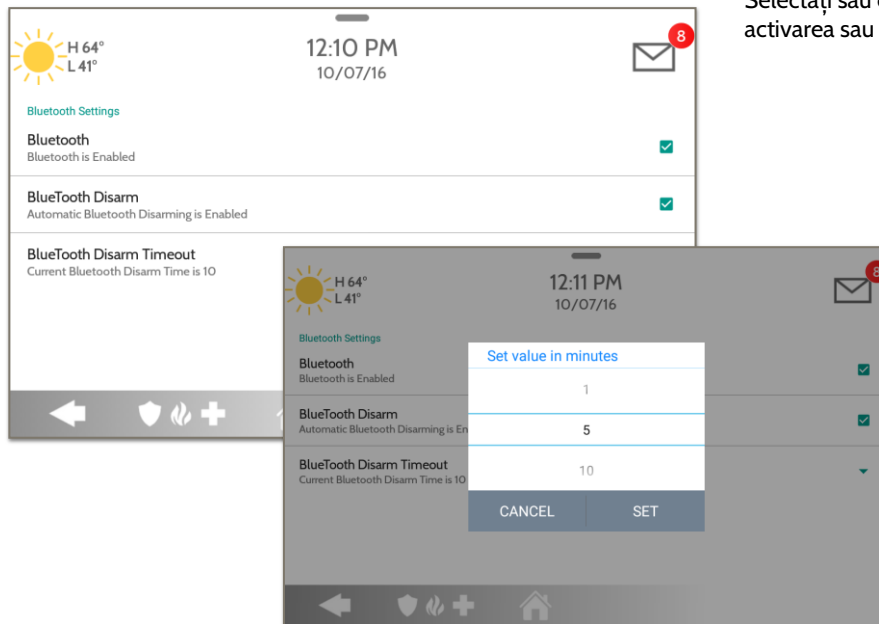 Selectați sau
activarea sau
8
H 64°
L 41°
12:10 PM
10/07/16
Bluetooth Settings
Bluetooth
Bluetooth is Enabled
BlueTooth Disarm
Automatic Bluetooth Disarming is Enabled
BlueTooth Disarm Timeout
Current Bluetooth Disarm Time is 10
H 64°
L 41°
12:11 PM
10/07/16
8
Bluetooth Settings
Bluetooth
Bluetooth is Enabled
BlueTooth Disarm
Automatic Bluetooth Disarming is En
BlueTooth Disarm Timeout
Current Bluetooth Disarm Time is 10
Set value in minutes
1
5
10
CANCEL SET